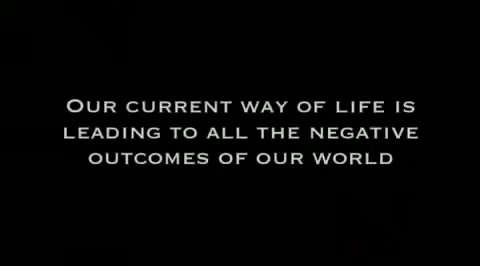 Our current way of life is
leading to all the negative
outcomes of our world